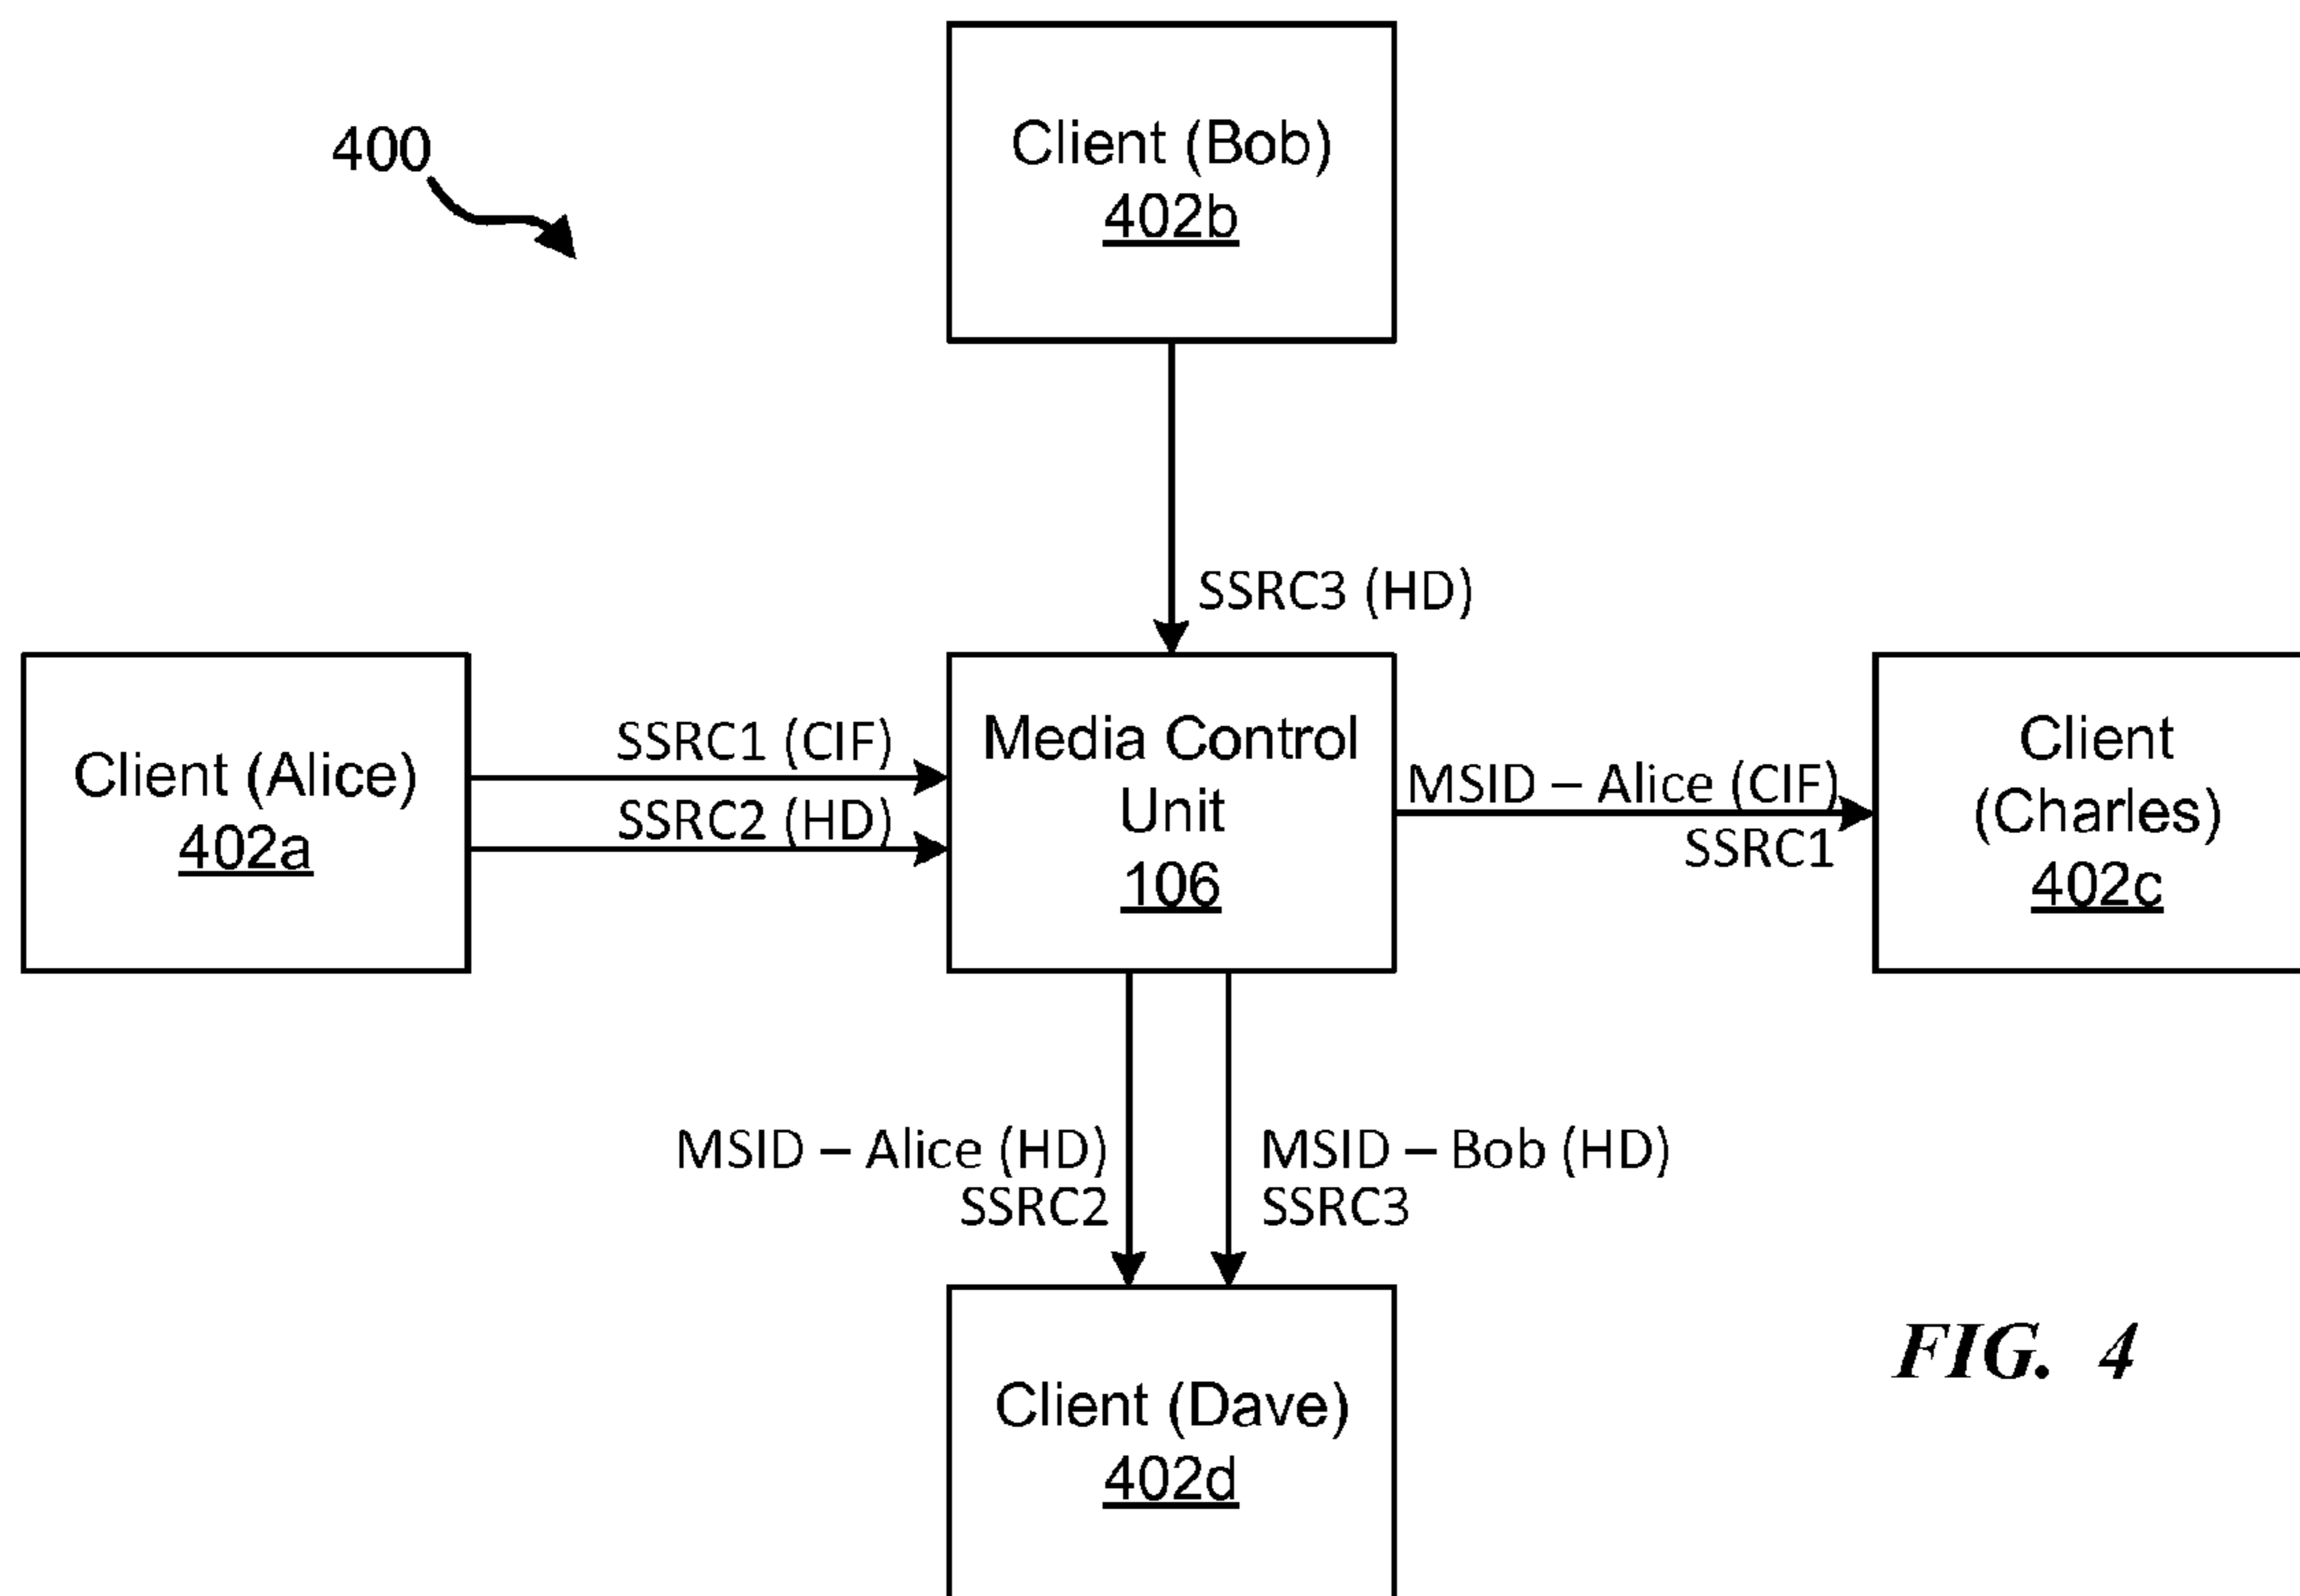 400
Client (Bob)
402b
SSRC3 (HD)
Client (Alice)
402a
SSRC1 (CIF)
SSRC2 (HD)
Media Control
Unit
106
MSID – Alice (CIF)
SSRC1
Client
(Charles)
402c
MSID – Alice (HD)
SSRC2
MSID – Bob (HD)
SSRC3
Client (Dave)
402d
FIG. 4